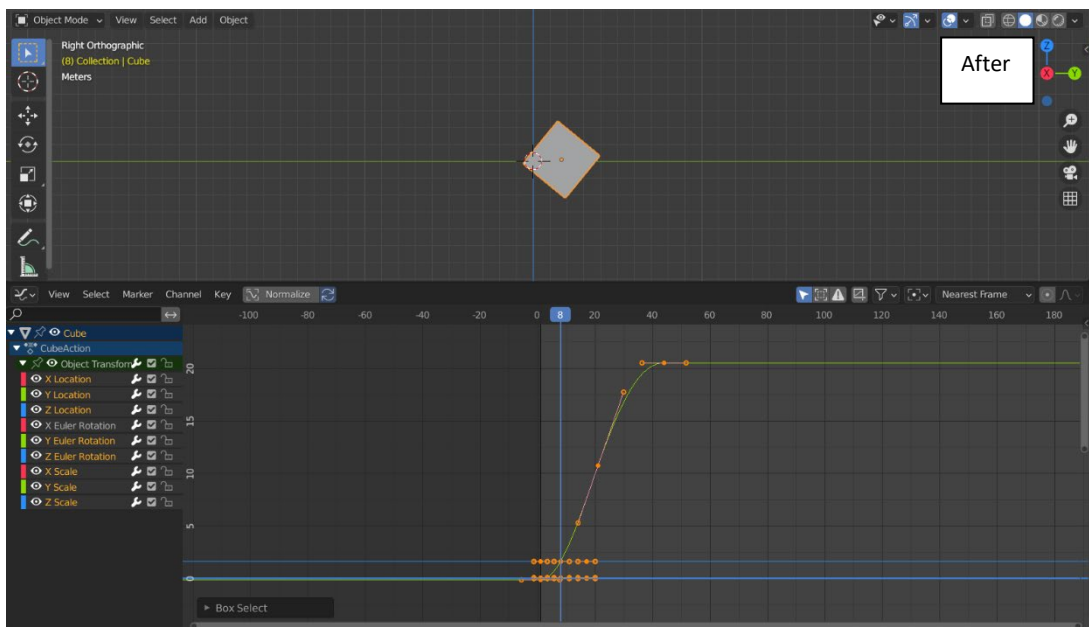 Object Mode View Select Add Object
Right Orthographic
(8) Collection | Cube
Meters
After
Z
X
Y
View Select Marker Channel Key Normalize Nearest Frame
-100 -80 -60 -40 -20 0 8 20 40 60 80 100 120 140 160 180
Cube
CubeAction
Object Transform
X Location
Y Location
Z Location
X Euler Rotation
Y Euler Rotation
Z Euler Rotation
X Scale
Y Scale
Z Scale
20
15
10
5
0
Box Select